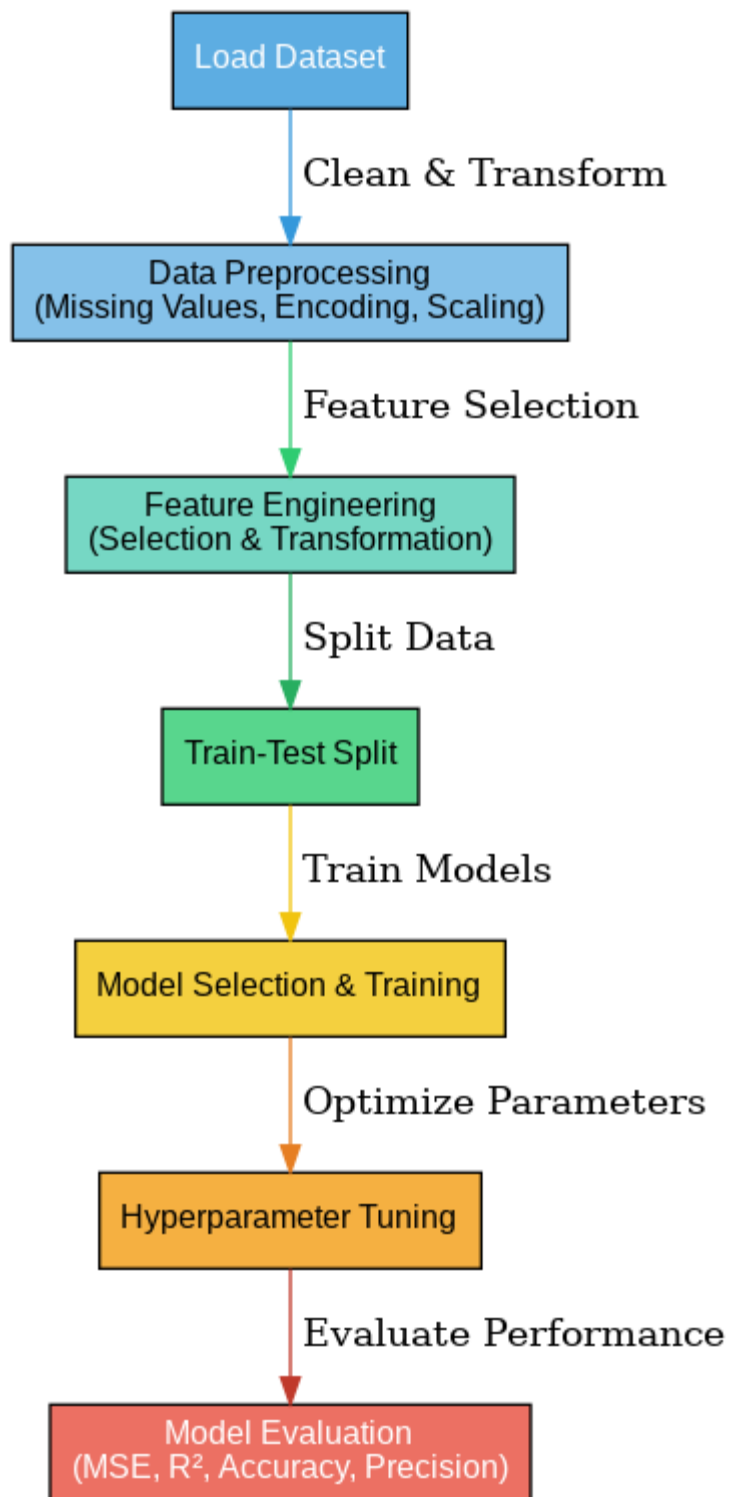 Load Dataset
Clean & Transform
Data Preprocessing
(Missing Values, Encoding, Scaling)
Feature Selection
Feature Engineering
(Selection & Transformation)
Split Data
Train-Test Split
Train Models
Model Selection & Training
Optimize Parameters
Hyperparameter Tuning
Evaluate Performance
Model Evaluation
(MSE, R², Accuracy, Precision)